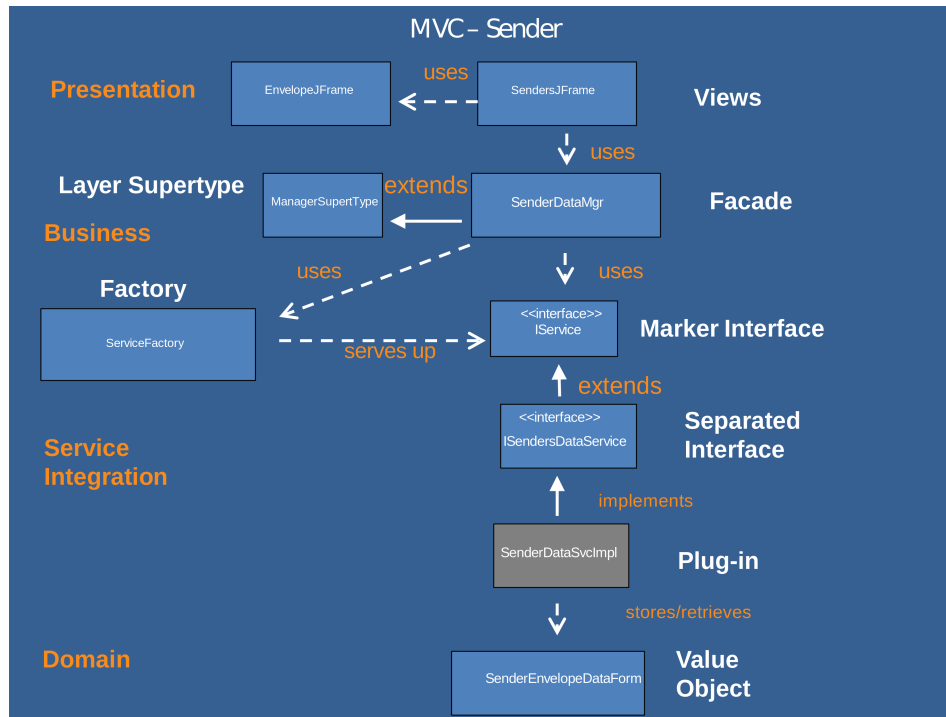 MVC – Sender
Presentation
EnvelopeJFrame
uses
SendersJFrame
Views
uses
Layer Supertype
ManagerSupertType
extends
SenderDataMgr
Facade
Business
uses
uses
Factory
ServiceFactory
serves up
<<interface>>
IService
Marker Interface
extends
<<interface>>
ISendersDataService
Separated
Interface
Service
Integration
implements
SenderDataSvcImpl
Plug-in
stores/retrieves
Domain
SenderEnvelopeDataForm
Value
Object